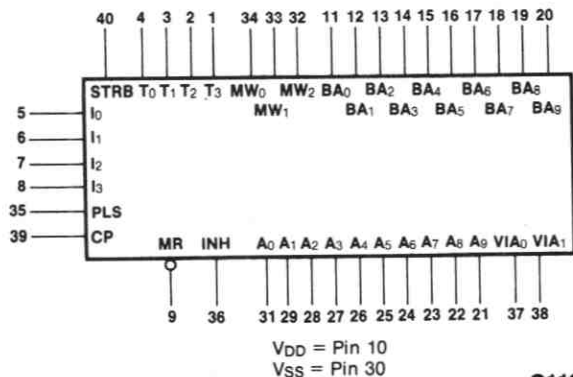 40 4 3 2 1 34 33 32 11 12 13 14 15 16 17 18 19 20
STRB T0 T1 T2 T3 MW0 MW2 BA0 BA2 BA4 BA6 BA8
MW1 BA1 BA3 BA5 BA7 BA9
5 I0
6 I1
7 I2
8 I3
35 PLS
39 CP
MR INH A0 A1 A2 A3 A4 A5 A6 A7 A8 A9 VIA0 VIA1
9 36 31 29 28 27 26 25 24 23 22 21 37 38
VDD = Pin 10
VSS = Pin 30